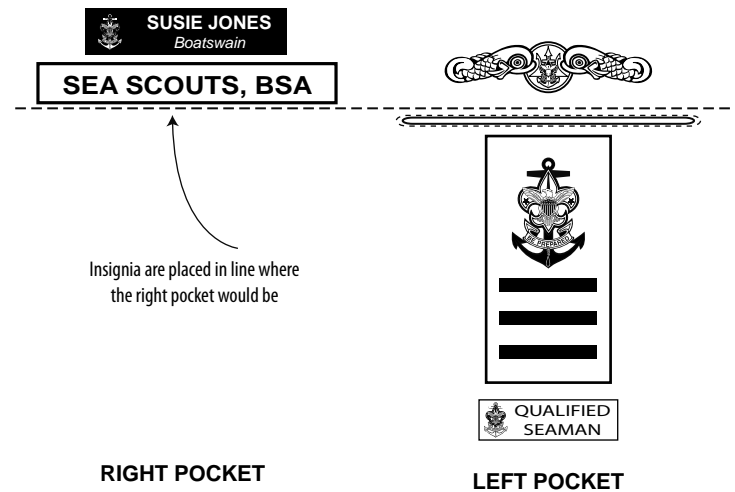 SUSIE JONES
Boatswain
SEA SCOUTS, BSA
Insignia are placed in line where
the right pocket would be
RIGHT POCKET
BE PREPARED
QUALIFIED
SEAMAN
LEFT POCKET